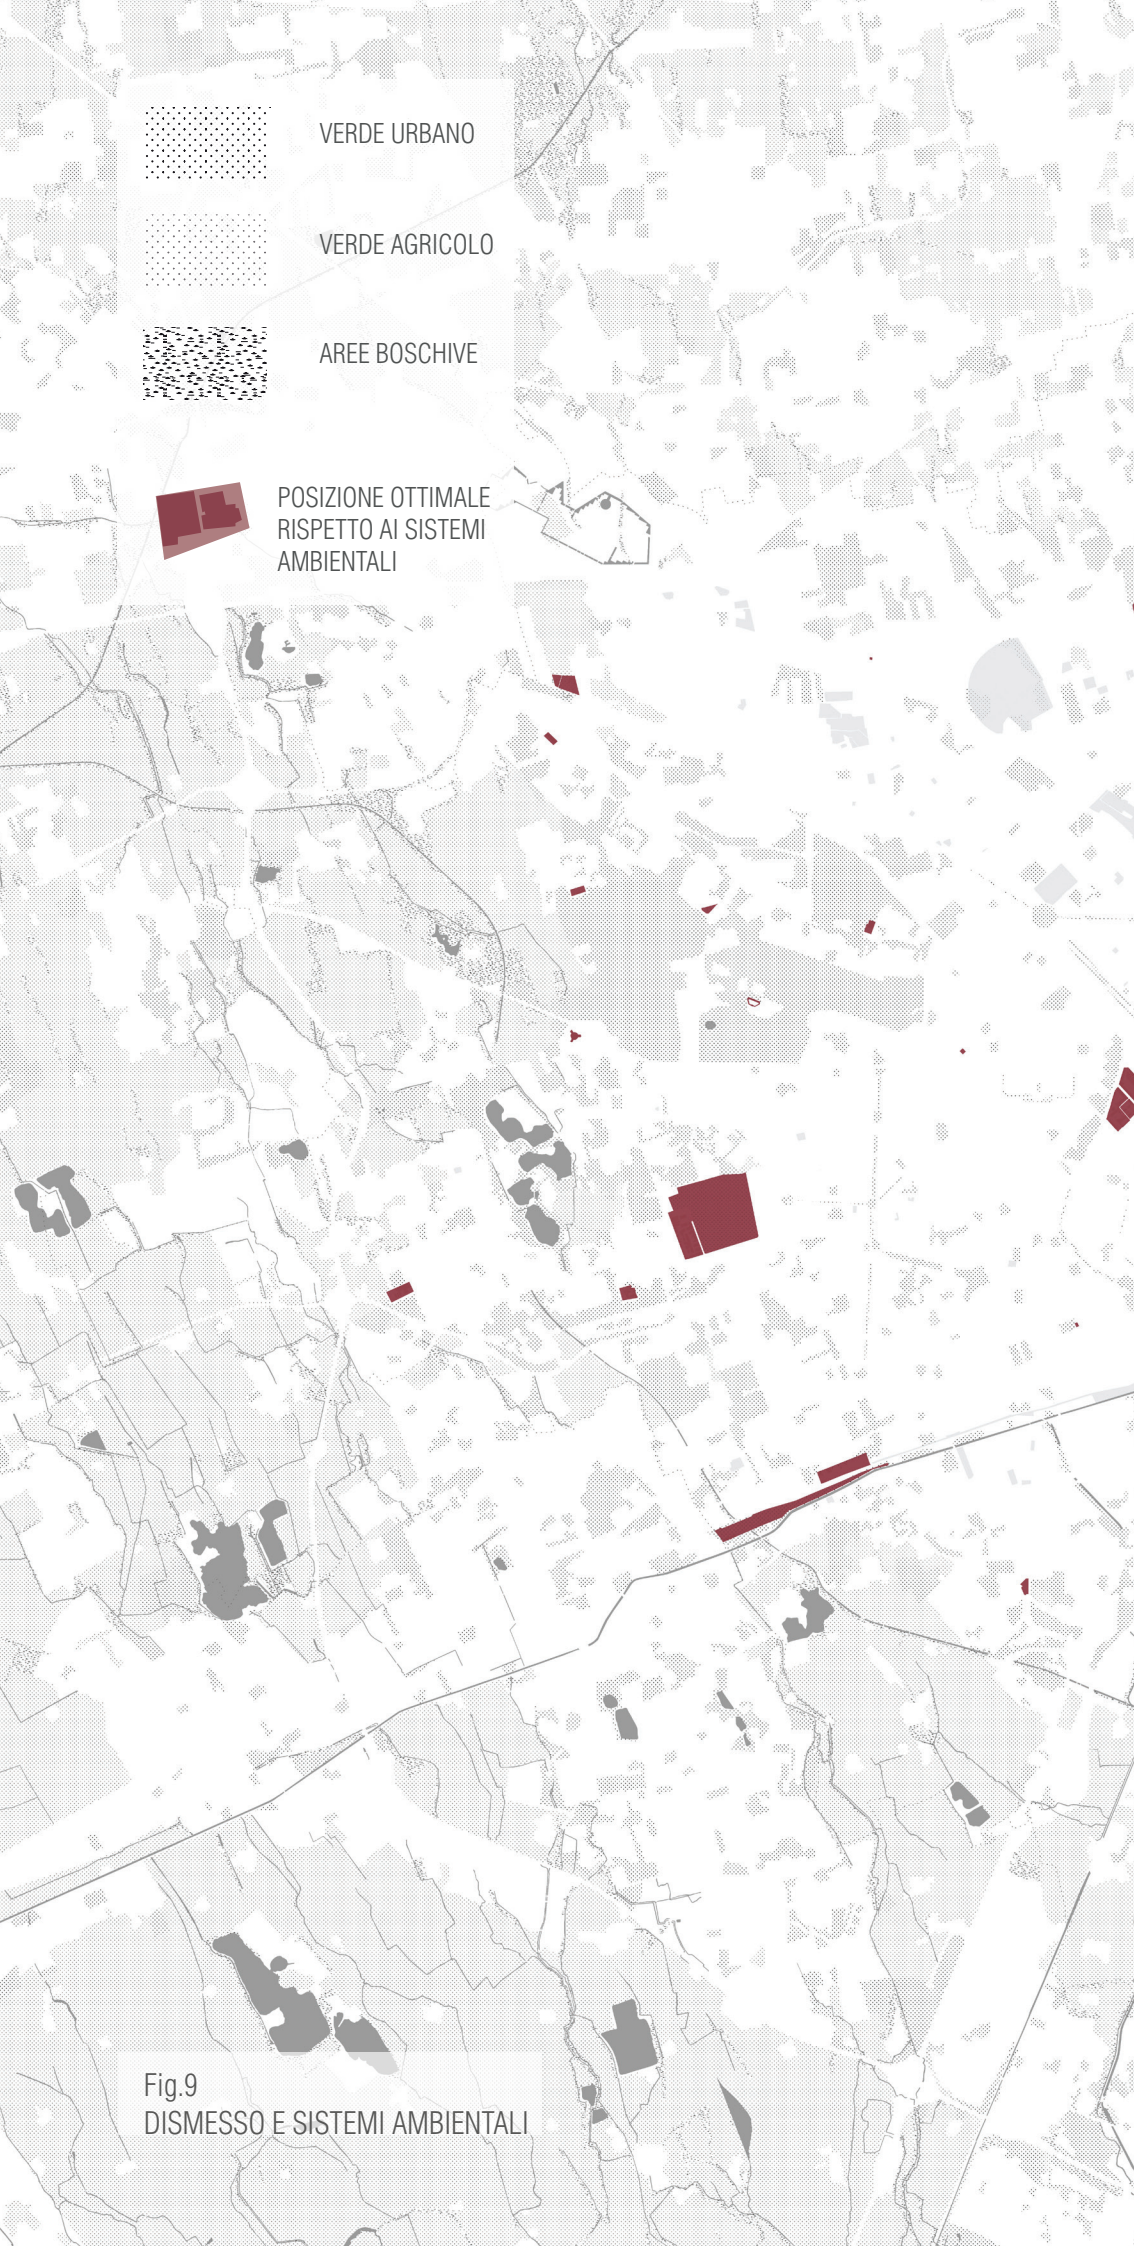 VERDE URBANO
VERDE AGRICOLO
AREE BOSCHIVE
POSIZIONE OTTIMALE
RISPETTO AI SISTEMI
AMBIENTALI
Fig.9
DISMESSO E SISTEMI AMBIENTALI